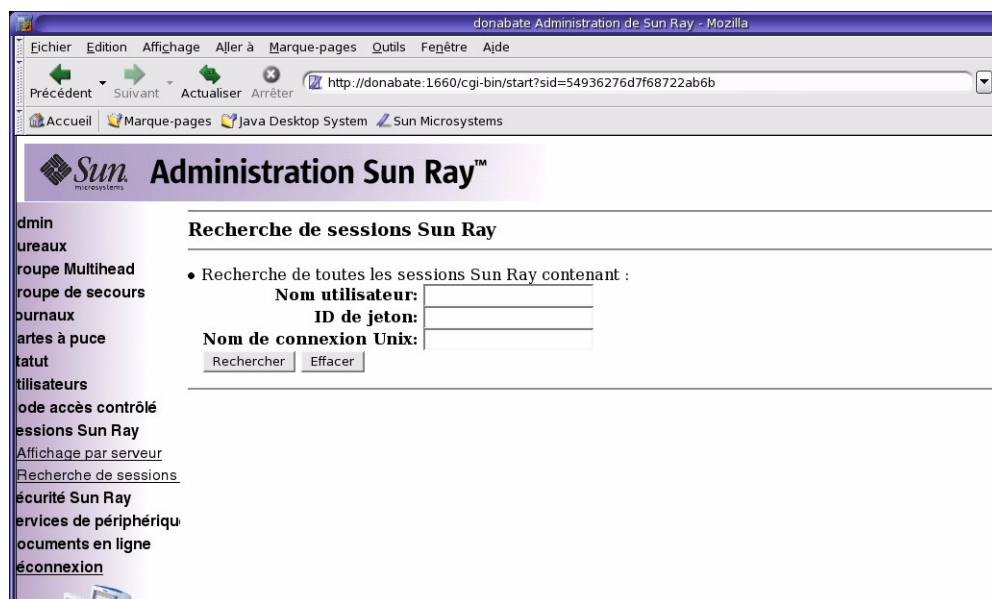 donabate Administration de Sun Ray - Mozilla
Fichier Edition Affichage Aller à Marque-pages Outils Fenêtre Aide
Précédent Suivant Actualiser Arrêter http://donabate:1660/cgi-bin/start?sid=54936276d7f68722ab6b
Accueil Marque-pages Java Desktop System Sun Microsystems
Sun microsystems Administration Sun Ray™
dmin
ureaux
roupe Multihead
roupe de secours
ournaux
artes à puce
tatut
tilisateurs
ode accès contrôlé
essions Sun Ray
Affichage par serveur
Recherche de sessions
écurité Sun Ray
ervices de périphériqu
ocuments en ligne
éconnexion
Recherche de sessions Sun Ray
• Recherche de toutes les sessions Sun Ray contenant :
Nom utilisateur:
ID de jeton:
Nom de connexion Unix:
Rechercher Effacer